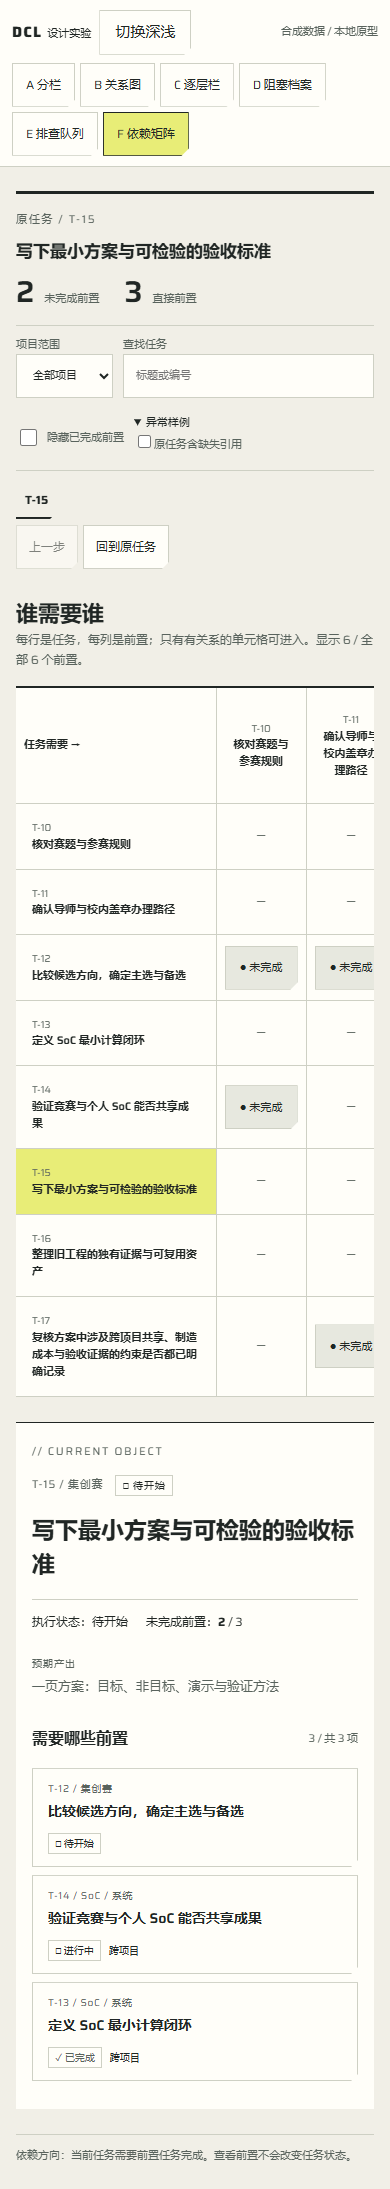 DCL 设计实验 切换深浅 合成数据 / 本地原型
A 分栏 B 关系图 C 逐层栏 D 阻塞档案
E 排查队列 F 依赖矩阵
原任务 / T-15
写下最小方案与可检验的验收标准
2 未完成前置 3 直接前置
项目范围 查找任务
全部项目 标题或编号
▼ 异常样例
隐藏已完成前置 原任务含缺失引用
T-15
上一步 回到原任务
谁需要谁
每行是任务，每列是前置；只有有关系的单元格可进入。显示 6 / 全
部 6 个前置。
任务需要 →
T-10
核对赛题与
参赛规则
T-11
确认导师与
校内盖章办
理路径
T-10
核对赛题与参赛规则 — —
T-11
确认导师与校内盖章办理路径 — —
T-12
比较候选方向，确定主选与备选 ● 未完成 ● 未完成
T-13
定义 SoC 最小计算闭环 — —
T-14
验证竞赛与个人 SoC 能否共享成
果 ● 未完成 —
T-15
写下最小方案与可检验的验收标准 — —
T-16
整理旧工程的独有证据与可复用资
产 — —
T-17
复核方案中涉及跨项目共享、制造
成本与验收证据的约束是否都已明
确记录 — ● 未完成
// CURRENT OBJECT
T-15 / 集创赛 □ 待开始
写下最小方案与可检验的验收标
准
执行状态：待开始 未完成前置：2 / 3
预期产出
一页方案：目标、非目标、演示与验证方法
需要哪些前置 3 / 共 3 项
T-12 / 集创赛
比较候选方向，确定主选与备选
□ 待开始
T-14 / SoC / 系统
验证竞赛与个人 SoC 能否共享成果
□ 进行中 跨项目
T-13 / SoC / 系统
定义 SoC 最小计算闭环
✓ 已完成 跨项目
依赖方向：当前任务需要前置任务完成。查看前置不会改变任务状态。